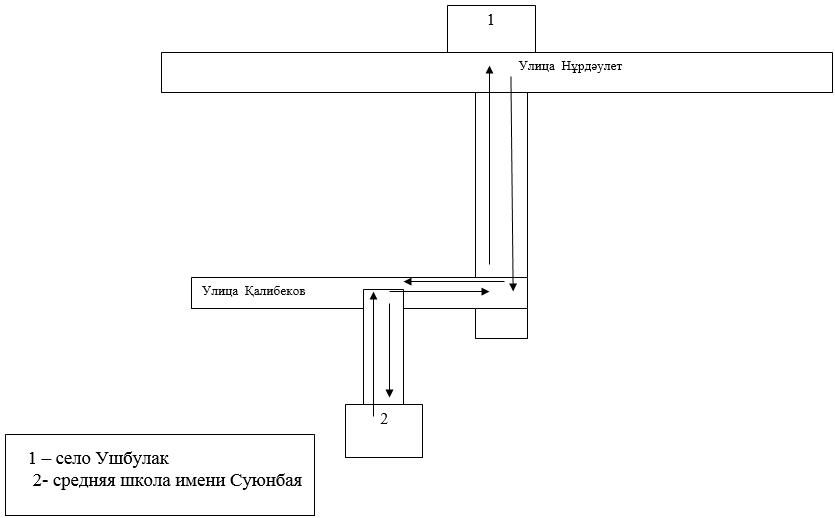 1
Улица Нұрдәулет
Улица Қалибеков
2
1 – село Ушбулак
2- средняя школа имени Суюнбая